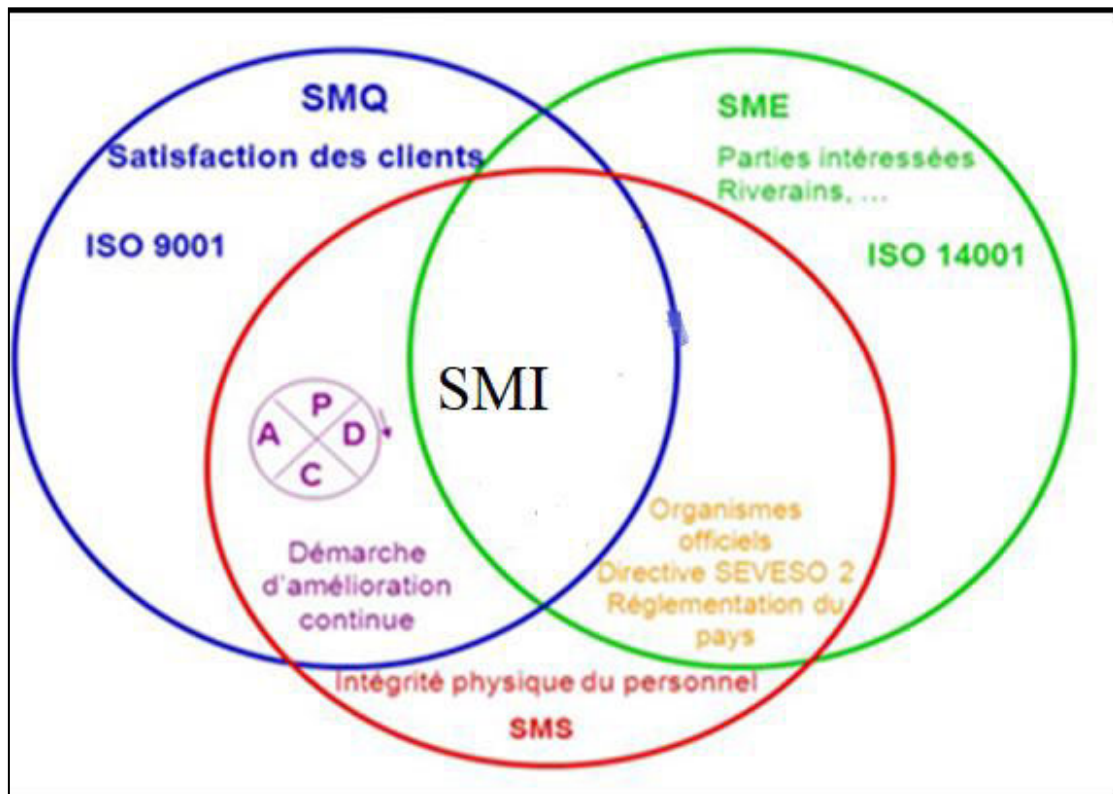 SMQ
Satisfaction des clients
ISO 9001
SME
Parties intéressées
Riverains, ...
ISO 14001
SMI
P
A
D
C
Démarche
d'amélioration
continue
Organismes
officiels
Directive SEVESO 2
Réglementation du
pays
Intégrité physique du personnel
SMS